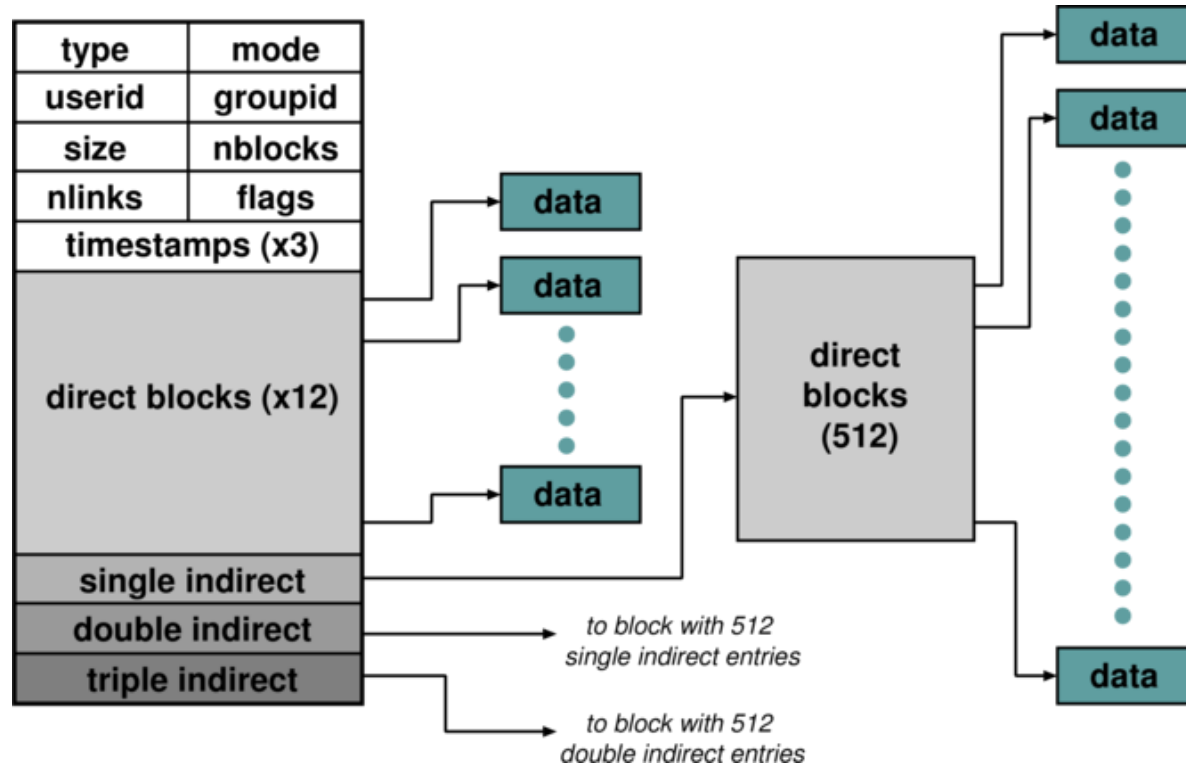 type mode
userid groupid
size nblocks
nlinks flags
timestamps (x3)
direct blocks (x12)
single indirect
double indirect
triple indirect
data
data
data
to block with 512
single indirect entries
to block with 512
double indirect entries
direct
blocks
(512)
data
data
data